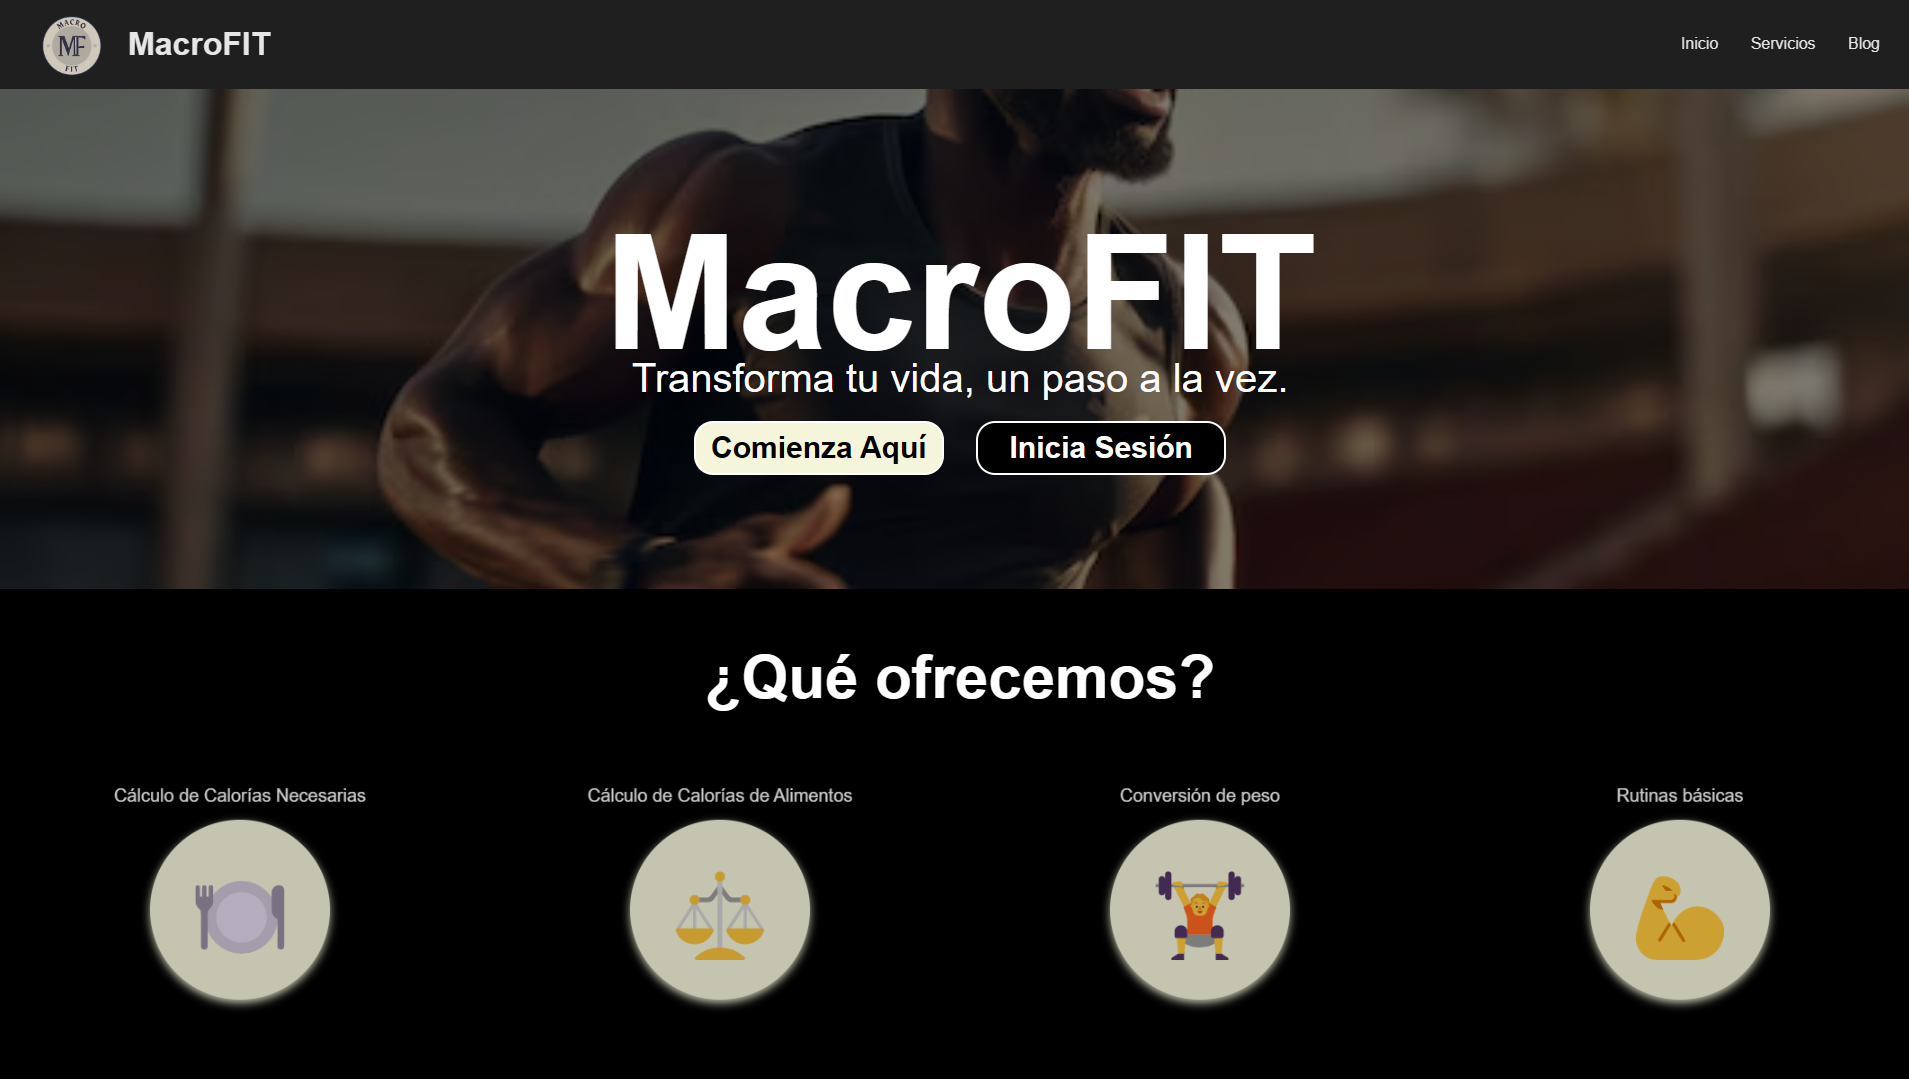 MACRO
MF
FIT
MacroFIT
Inicio
Servicios
Blog
MacroFIT
Transforma tu vida, un paso a la vez.
Comienza Aquí
Inicia Sesión
¿Qué ofrecemos?
Cálculo de Calorías Necesarias
Cálculo de Calorías de Alimentos
Conversión de peso
Rutinas básicas